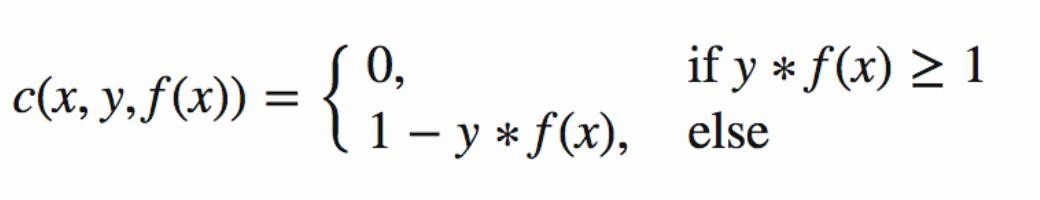 c(x, y, f(x)) = { 0, if y * f(x) ≥ 1
1 − y * f(x), else